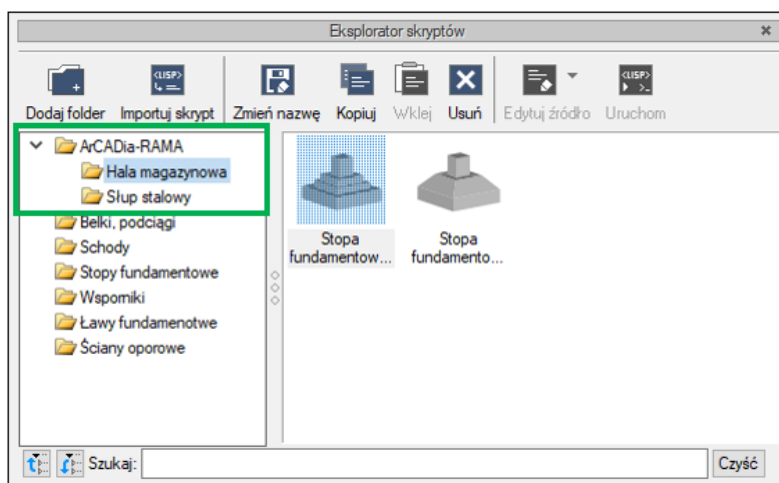 Eksplorator skryptów
Dodaj folder Importuj skrypt Zmień nazwę Kopiuj Wklej Usuń Edytuj źródło Uruchom
ArCADia-RAMA
Hala magazynowa
Słup stalowy
Belki, podciągi
Schody
Stopy fundamentowe
Wsporniki
Ławy fundamenotwe
Ściany oporowe
Stopa
fundamentow...
Stopa
fundamento...
Szukaj:
Czyść